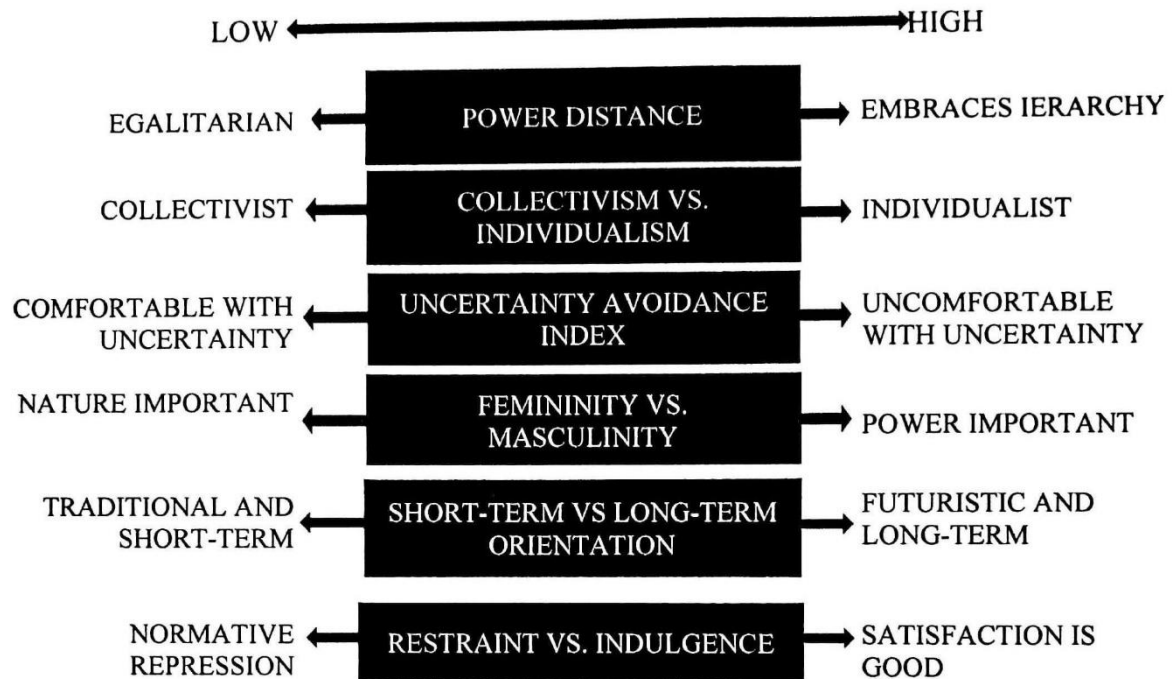 LOW HIGH
EGALITARIAN POWER DISTANCE EMBRACES IERARCHY
COLLECTIVIST
COLLECTIVISM VS.
INDIVIDUALISM
INDIVIDUALIST
COMFORTABLE WITH
UNCERTAINTY
UNCERTAINTY AVOIDANCE
INDEX
UNCOMFORTABLE
WITH UNCERTAINTY
NATURE IMPORTANT
FEMININITY VS.
MASCULINITY
POWER IMPORTANT
TRADITIONAL AND
SHORT-TERM
SHORT-TERM VS LONG-TERM
ORIENTATION
FUTURISTIC AND
LONG-TERM
NORMATIVE
REPRESSION
RESTRAINT VS. INDULGENCE
SATISFACTION IS
GOOD